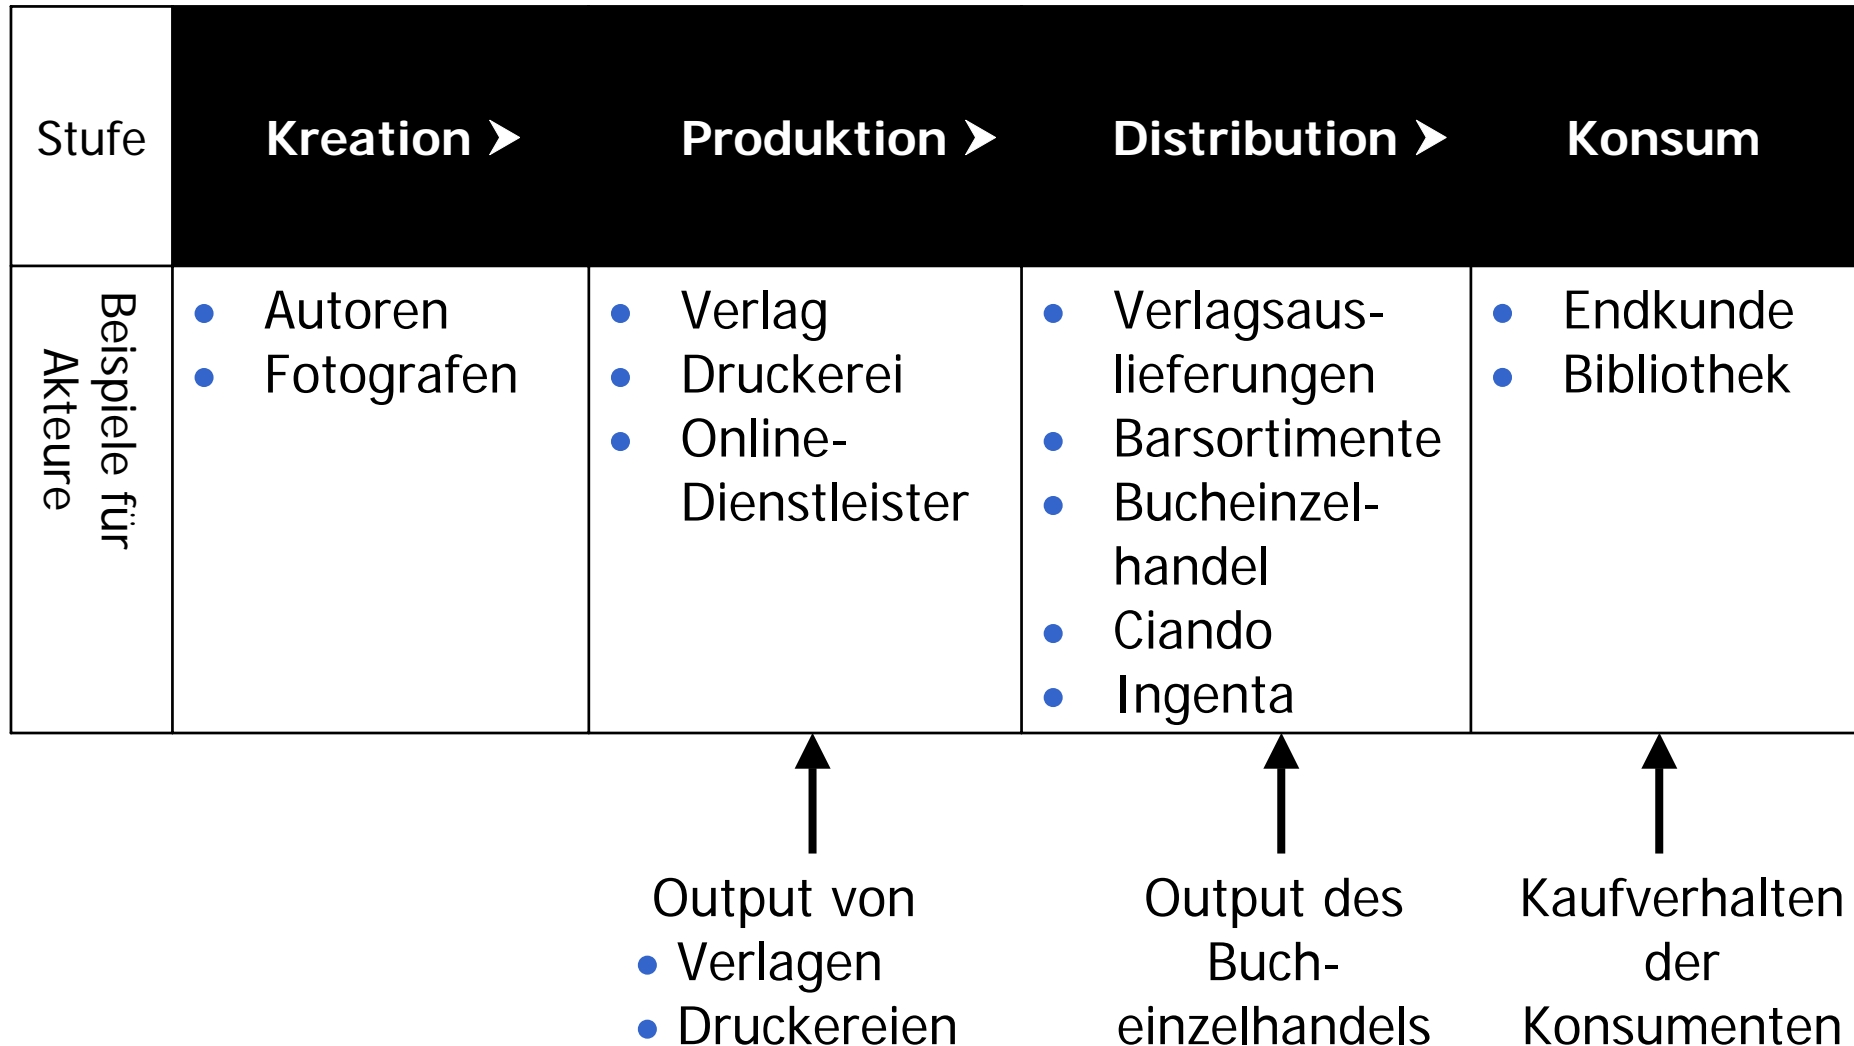 Stufe
Kreation ➤
Produktion ➤
Distribution ➤
Konsum
Beispiele für
Akteure
• Autoren
• Fotografen
• Verlag
• Druckerei
• Online-
Dienstleister
• Verlagsaus-
lieferungen
• Barsortimente
• Bucheinzel-
handel
• Ciando
• Ingenta
• Endkunde
• Bibliothek
Output von
• Verlagen
• Druckereien
Output des
Buch-
einzelhandels
Kaufverhalten
der
Konsumenten